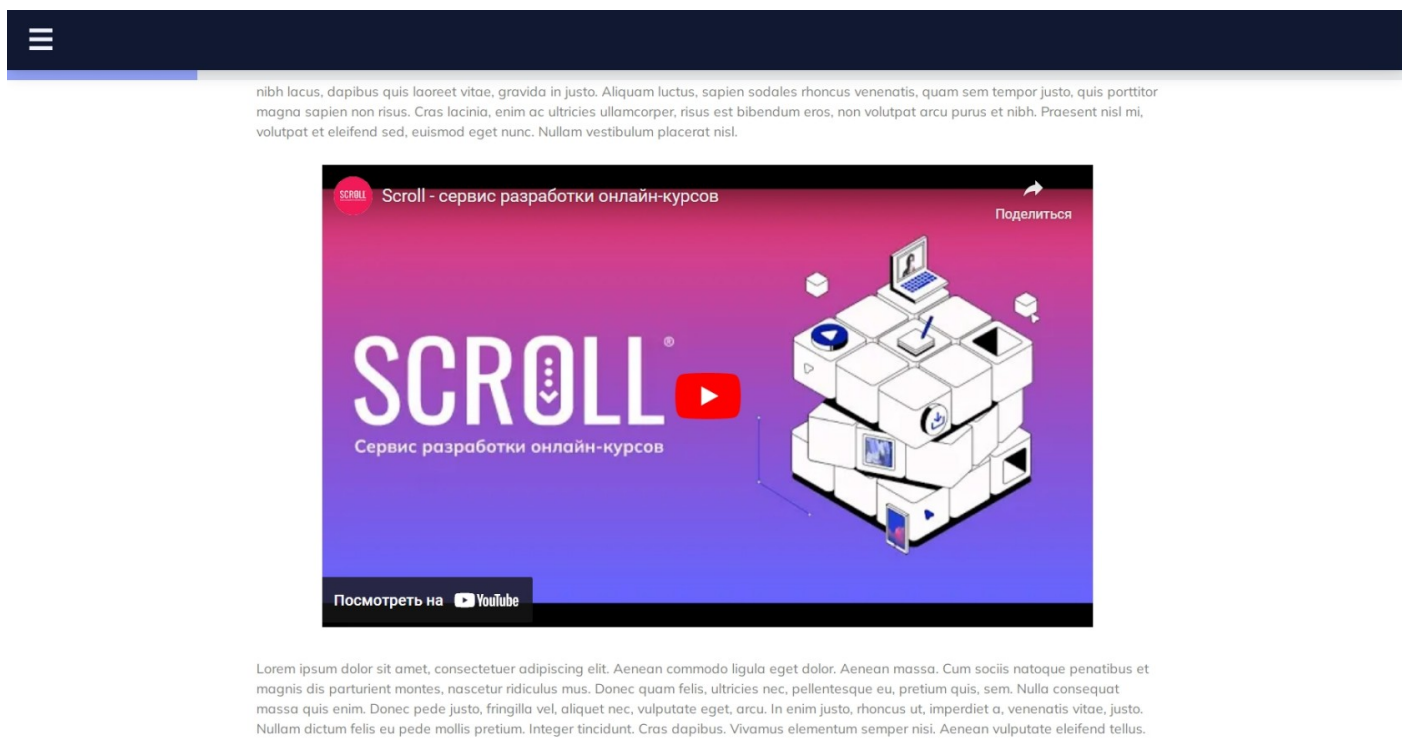 nibh lacus, dapibus quis laoreet vitae, gravida in justo. Aliquam luctus, sapien sodales rhoncus venenatis, quam sem tempor justo, quis porttitor
magna sapien non risus. Cras lacinia, enim ac ultricies ullamcorper, risus est bibendum eros, non volutpat arcu purus et nibh. Praesent nisl mi,
volutpat et eleifend sed, euismod eget nunc. Nullam vestibulum placerat nisl.
SCROLL
Scroll - сервис разработки онлайн-курсов
Поделиться
SCROLL®
Сервис разработки онлайн-курсов
Посмотреть на YouTube
Lorem ipsum dolor sit amet, consectetuer adipiscing elit. Aenean commodo ligula eget dolor. Aenean massa. Cum sociis natoque penatibus et
magnis dis parturient montes, nascetur ridiculus mus. Donec quam felis, ultricies nec, pellentesque eu, pretium quis, sem. Nulla consequat
massa quis enim. Donec pede justo, fringilla vel, aliquet nec, vulputate eget, arcu. In enim justo, rhoncus ut, imperdiet a, venenatis vitae, justo.
Nullam dictum felis eu pede mollis pretium. Integer tincidunt. Cras dapibus. Vivamus elementum semper nisi. Aenean vulputate eleifend tellus.